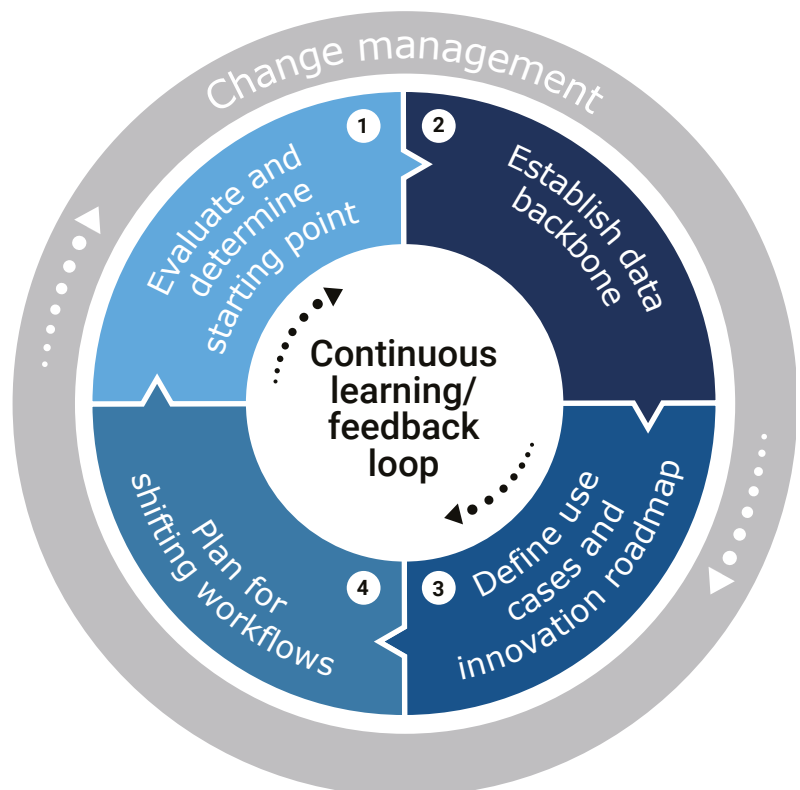 Change management
1
Evaluate and
determine
starting point
2
Establish data
backbone
3
Define use
cases and
innovation roadmap
4
Plan for
shifting workflows
Continuous
learning/
feedback
loop